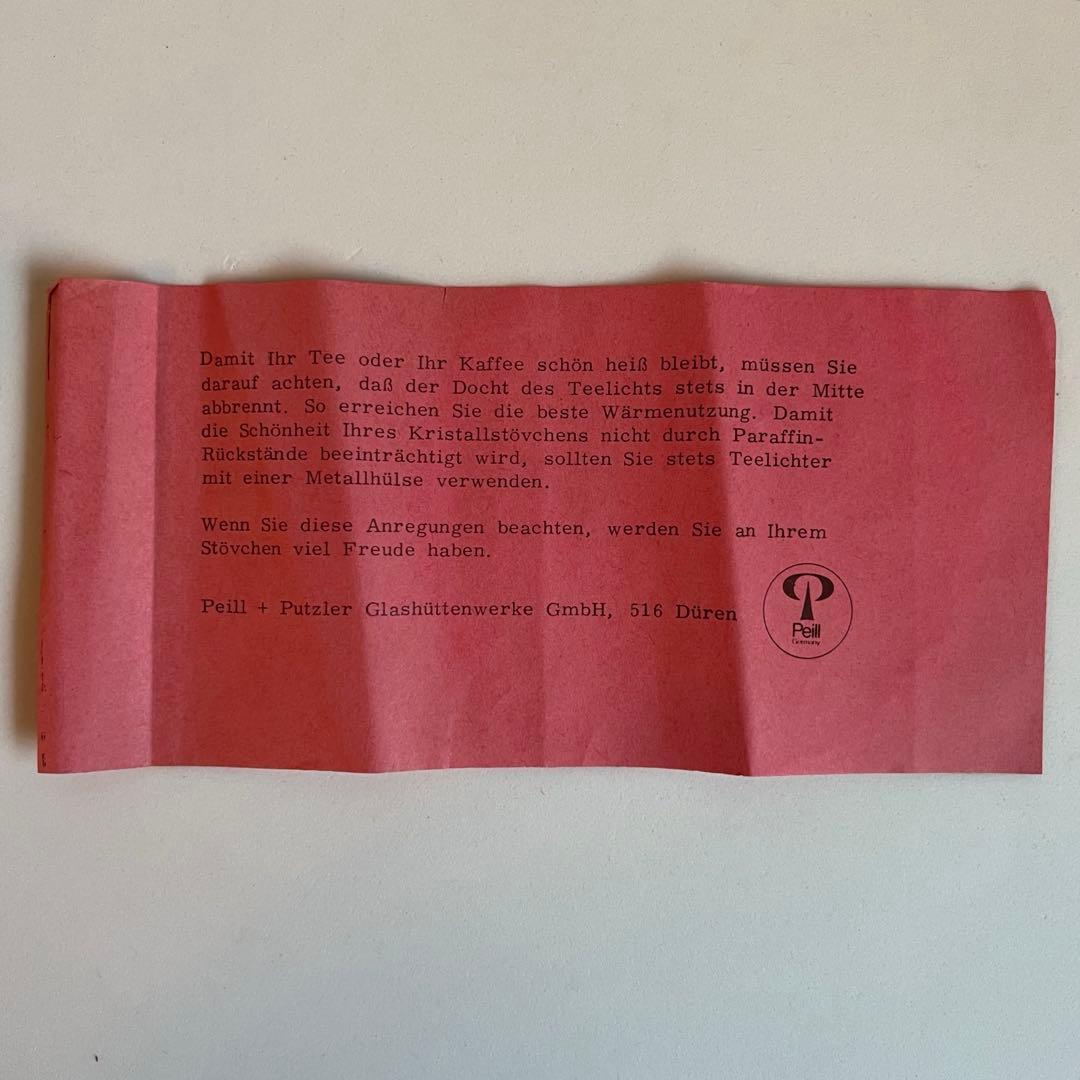 Damit Ihr Tee oder Ihr Kaffee schön heiß bleibt, müssen Sie
darauf achten, daß der Docht des Teelichts stets in der Mitte
abbrennt. So erreichen Sie die beste Wärmenutzung. Damit
die Schönheit Ihres Kristallstövchens nicht durch Paraffin-
Rückstände beeinträchtigt wird, sollten Sie stets Teelichter
mit einer Metallhülse verwenden.
Wenn Sie diese Anregungen beachten, werden Sie an Ihrem
Stövchen viel Freude haben.
Peill + Putzler Glashüttenwerke GmbH, 516 Düren
Peill
Germany